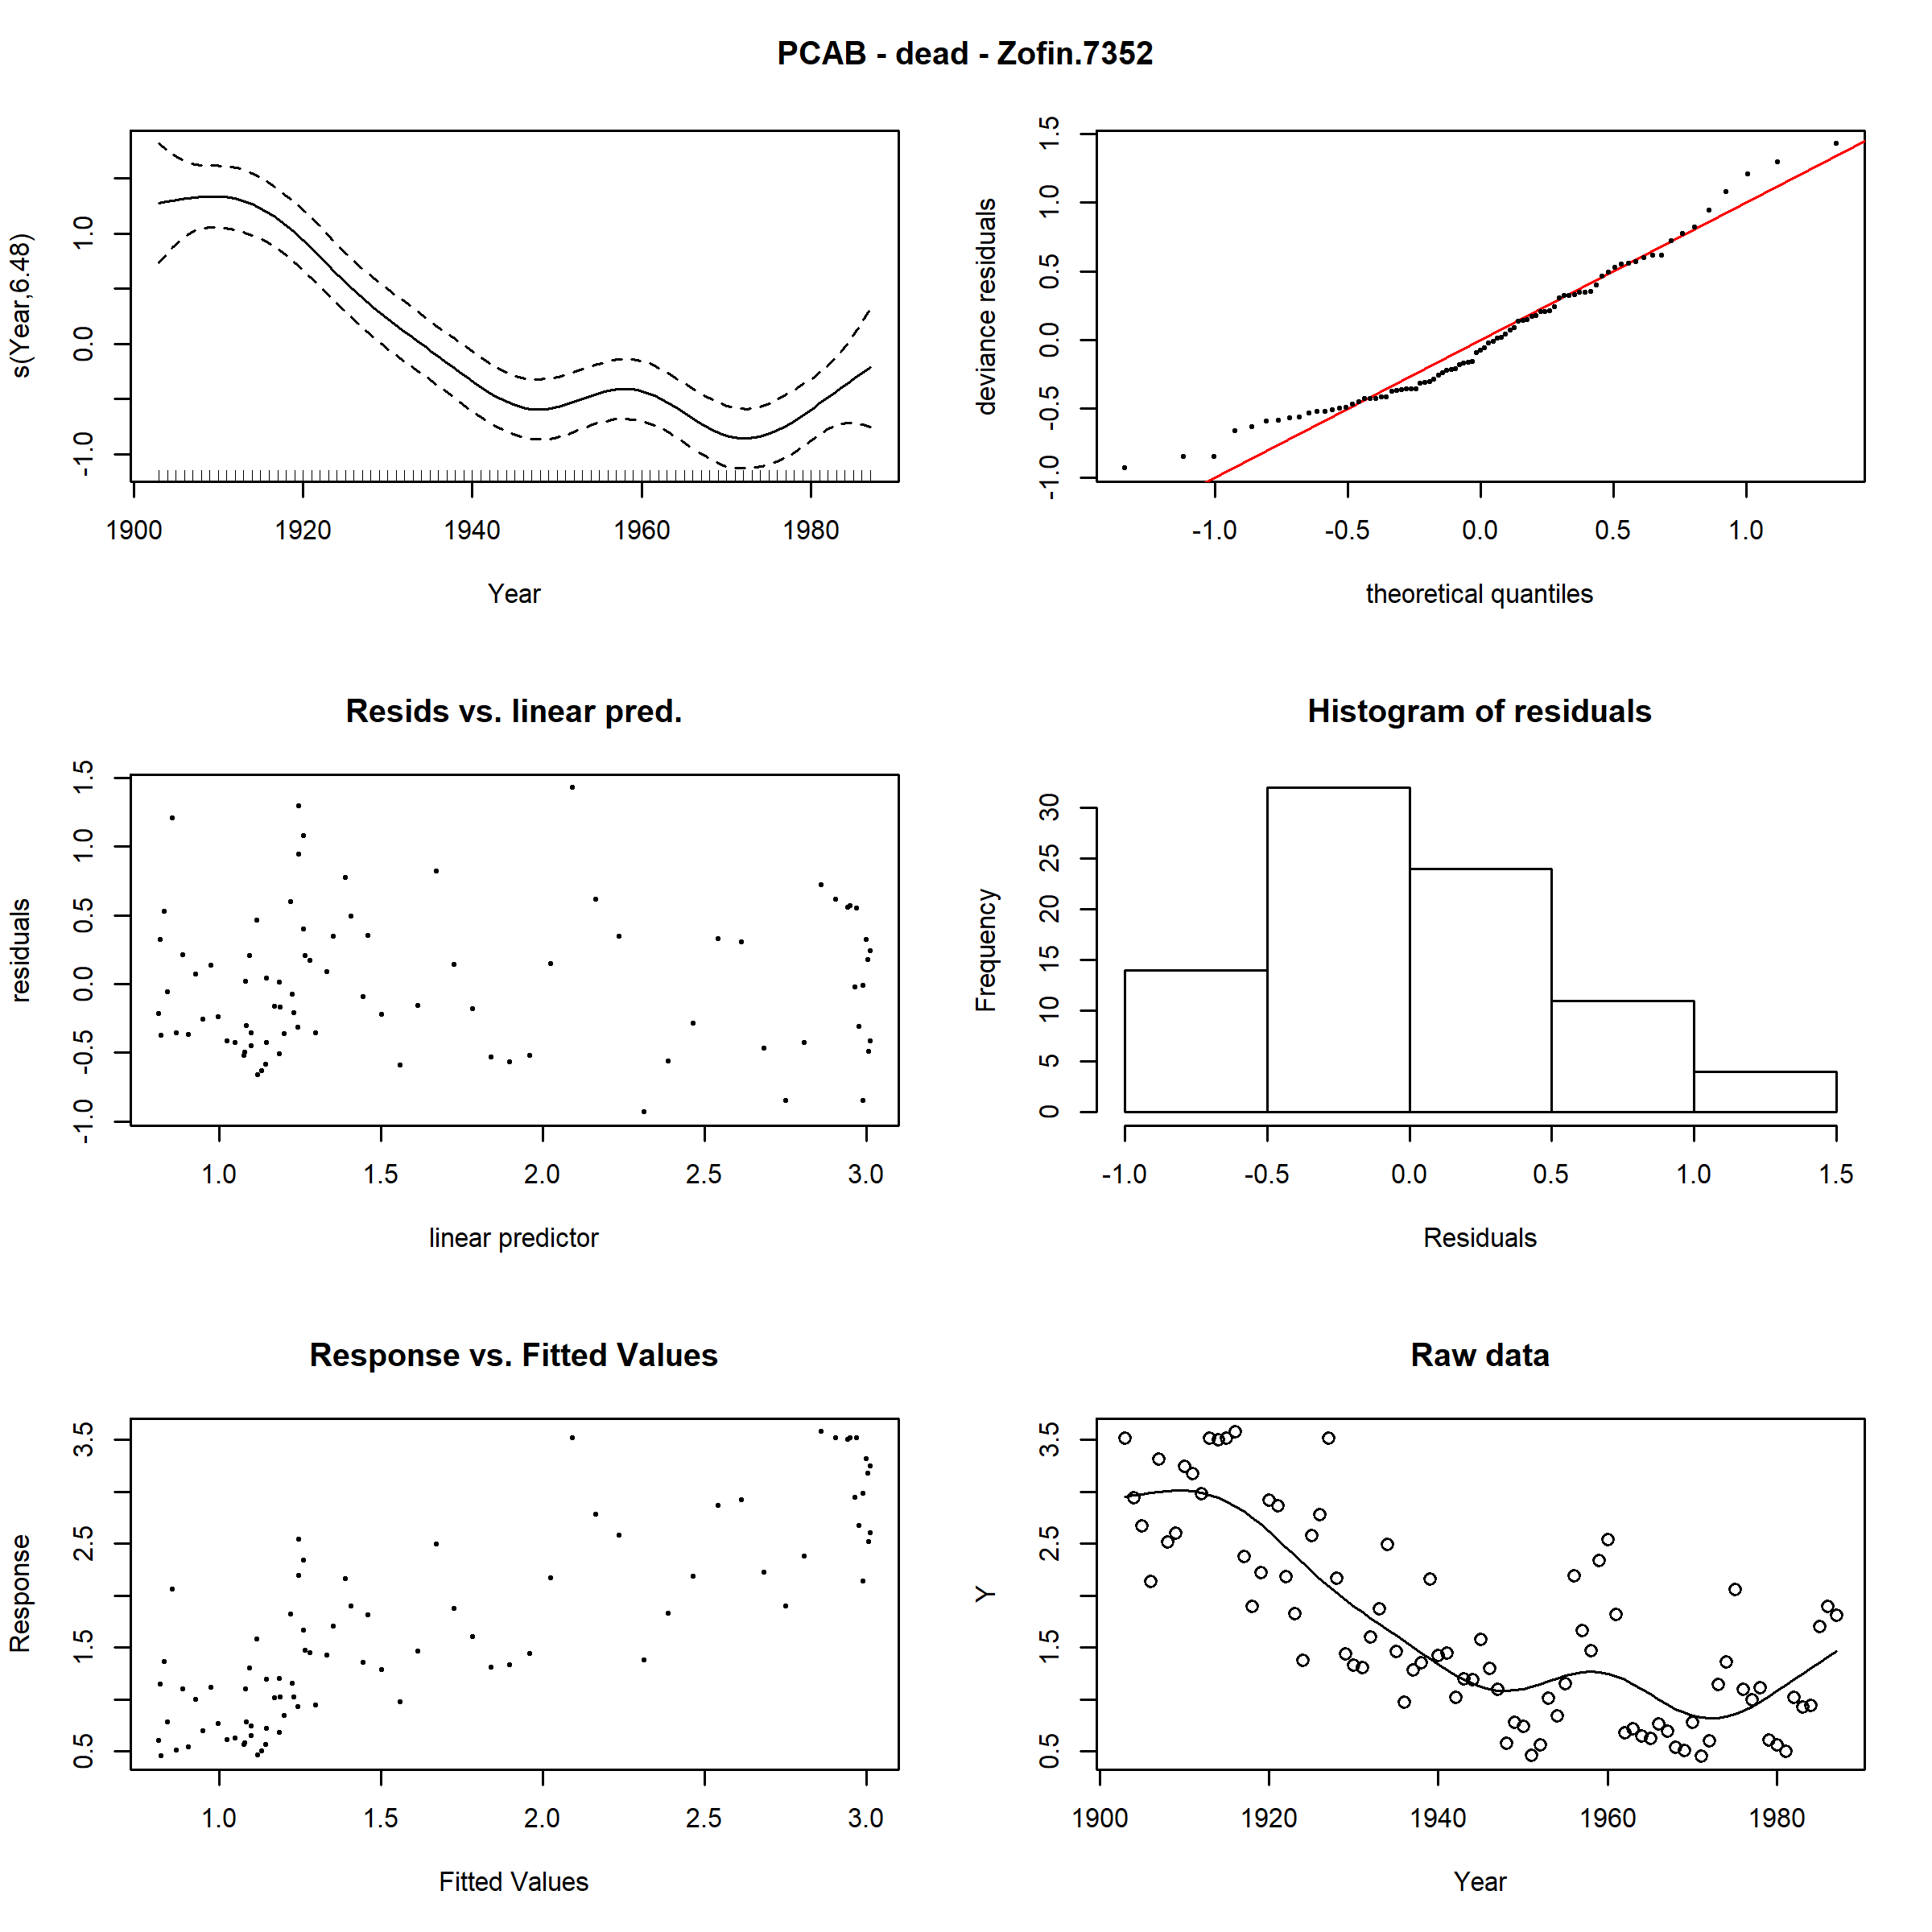 PCAB - dead - Zofin.7352
s(Year,6.48)
-1.0 0.0 1.0
1900 1920 1940 1960 1980
Year
deviance residuals
-1.0 -0.5 0.0 0.5 1.0 1.5
-1.0 -0.5 0.0 0.5 1.0
theoretical quantiles
Resids vs. linear pred.
residuals
-1.0 -0.5 0.0 0.5 1.0 1.5
1.0 1.5 2.0 2.5 3.0
linear predictor
Histogram of residuals
Frequency
0 5 10 15 20 25 30
-1.0 -0.5 0.0 0.5 1.0 1.5
Residuals
Response vs. Fitted Values
Response
0.5 1.5 2.5 3.5
1.0 1.5 2.0 2.5 3.0
Fitted Values
Raw data
Y
0.5 1.5 2.5 3.5
1900 1920 1940 1960 1980
Year